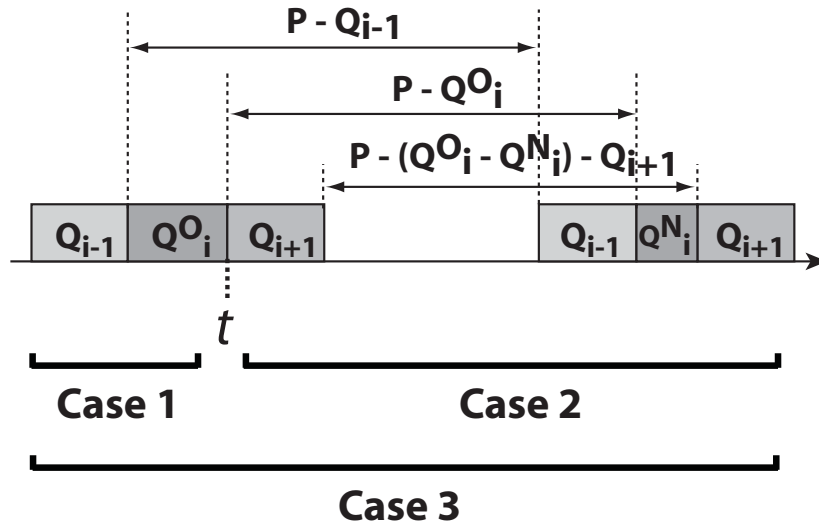 P - Qi-1
P - QOi
P - (QOi - QNi) - Qi+1
Qi-1 QOi Qi+1 Qi-1 QNi Qi+1
t
Case 1 Case 2
Case 3